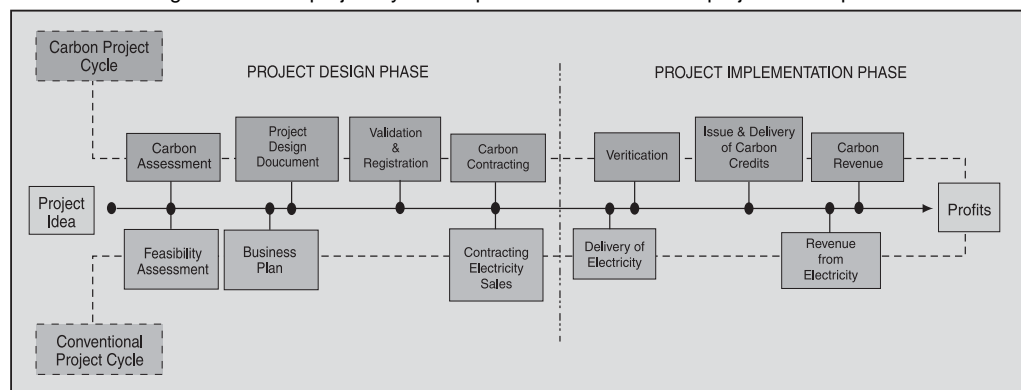 Carbon Project
Cycle
PROJECT DESIGN PHASE
PROJECT IMPLEMENTATION PHASE
Carbon
Assessment
Project
Design
Doucument
Validation
&
Registration
Carbon
Contracting
Veritication
Issue & Delivery
of Carbon
Credits
Carbon
Revenue
Project
Idea
Profits
Feasibility
Assessment
Business
Plan
Contracting
Electricity
Sales
Delivery of
Electricity
Revenue
from
Electricity
Conventional
Project Cycle